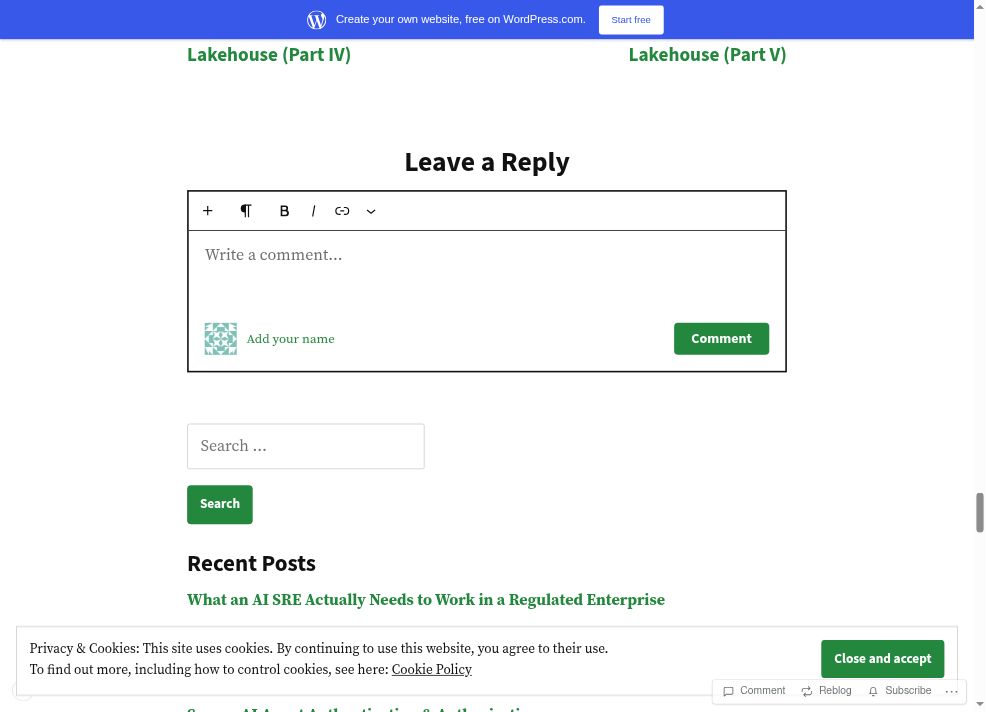 Create your own website, free on WordPress.com.
Start free
Lakehouse (Part IV)
Lakehouse (Part V)
Leave a Reply
Write a comment...
Add your name
Comment
Search …
Search
Recent Posts
What an AI SRE Actually Needs to Work in a Regulated Enterprise
Privacy & Cookies: This site uses cookies. By continuing to use this website, you agree to their use.
To find out more, including how to control cookies, see here: Cookie Policy
Close and accept
Comment
Reblog
Subscribe